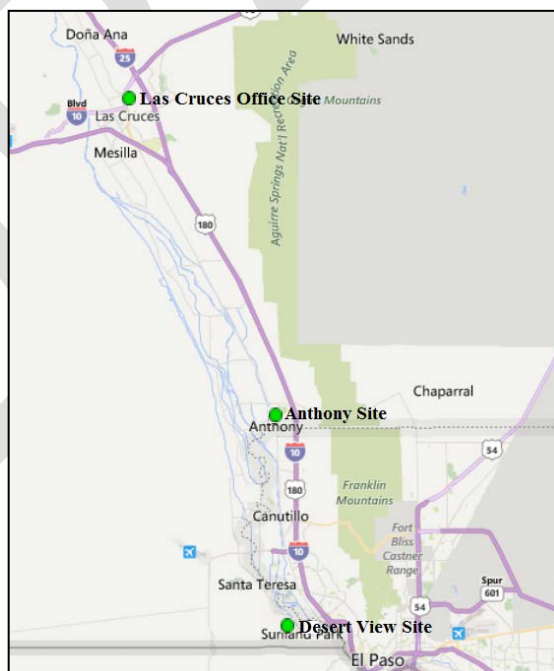 Doña Ana
White Sands
25
Aguirre Springs Nat'l Recreation Area
Blvd
10
Las Cruces Office Site
Mountains
Las Cruces
Mesilla
180
Chaparral
Anthony Site
Anthony
10
54
180
Franklin
Mountains
Canutillo
Fort
Bliss
Castner
Range
10
Santa Teresa
Spur
601
54
Desert View Site
Sunland Park
El Paso